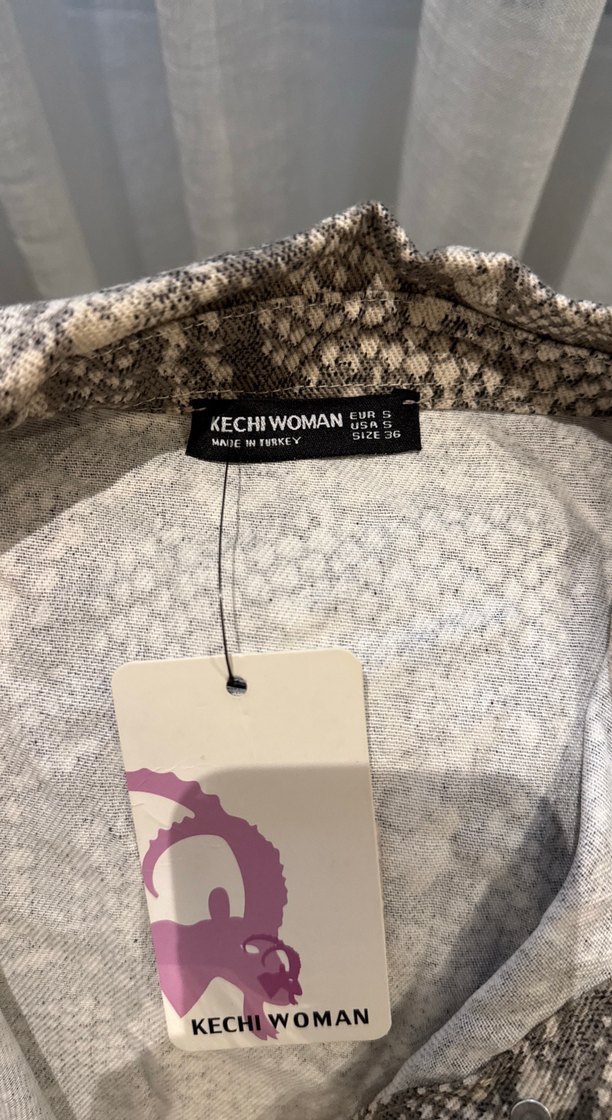 KECHI WOMAN
MADE IN TURKEY
EUR S
USA S
SIZE 36
KECHI WOMAN